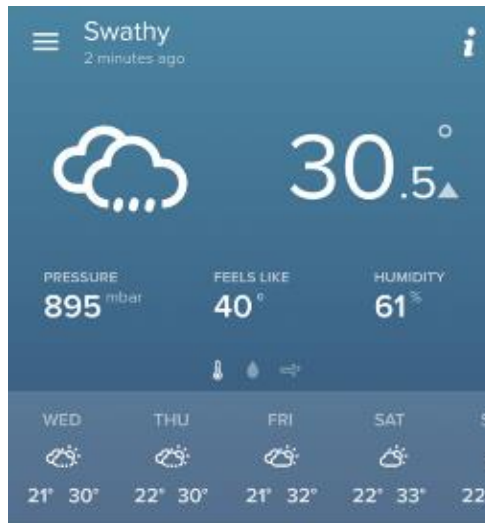 Swathy
2 minutes ago
i
30.5°
PRESSURE FEELS LIKE HUMIDITY
895 mbar 40° 61%
WED THU FRI SAT S
21° 30° 22° 30° 21° 32° 22° 33° 22